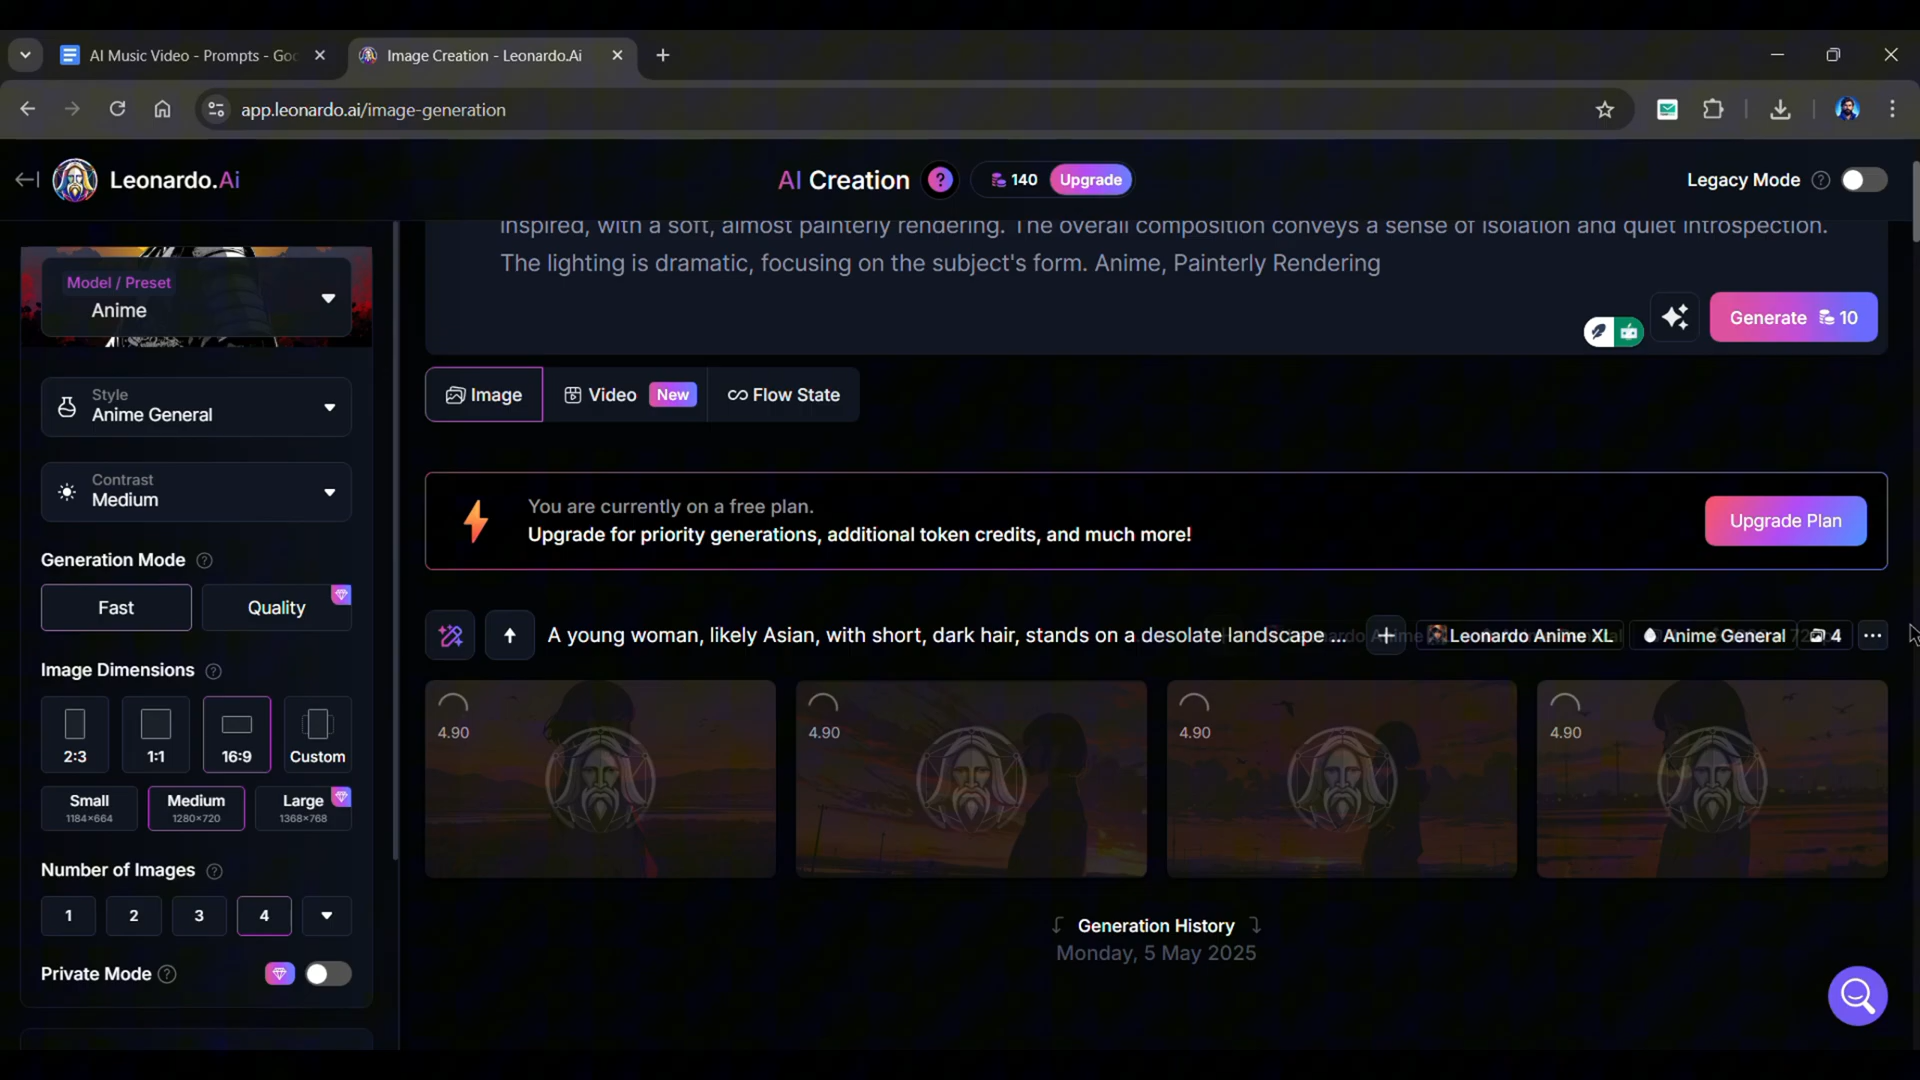 AI Music Video - Prompts - Goo
Image Creation - Leonardo.Ai
app.leonardo.ai/image-generation
Leonardo.Ai
AI Creation ? 140 Upgrade
Legacy Mode ?
inspired, with a soft, almost painterly rendering. The overall composition conveys a sense of isolation and quiet introspection.
The lighting is dramatic, focusing on the subject's form. Anime, Painterly Rendering
Generate 10
Model / Preset
Anime
Style
Anime General
Contrast
Medium
Generation Mode ?
Fast
Quality
Image Dimensions ?
2:3
1:1
16:9
Custom
Small
1184×664
Medium
1280×720
Large
1368×768
Number of Images ?
1
2
3
4
Private Mode ?
Image
Video New
Flow State
You are currently on a free plan.
Upgrade for priority generations, additional token credits, and much more!
Upgrade Plan
A young woman, likely Asian, with short, dark hair, stands on a desolate landscape ...
Leonardo Anime XL
Anime General
4
4.90
4.90
4.90
4.90
Generation History
Monday, 5 May 2025